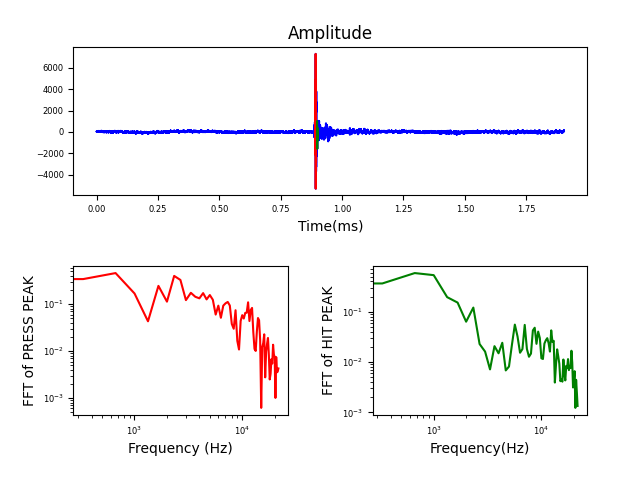 Amplitude
6000
4000
2000
0
−2000
−4000
0.00 0.25 0.50 0.75 1.00 1.25 1.50 1.75
Time(ms)
FFT of PRESS PEAK
10⁻¹
10⁻²
10⁻³
10³ 10⁴
Frequency (Hz)
FFT of HIT PEAK
10⁻¹
10⁻²
10⁻³
10³ 10⁴
Frequency(Hz)